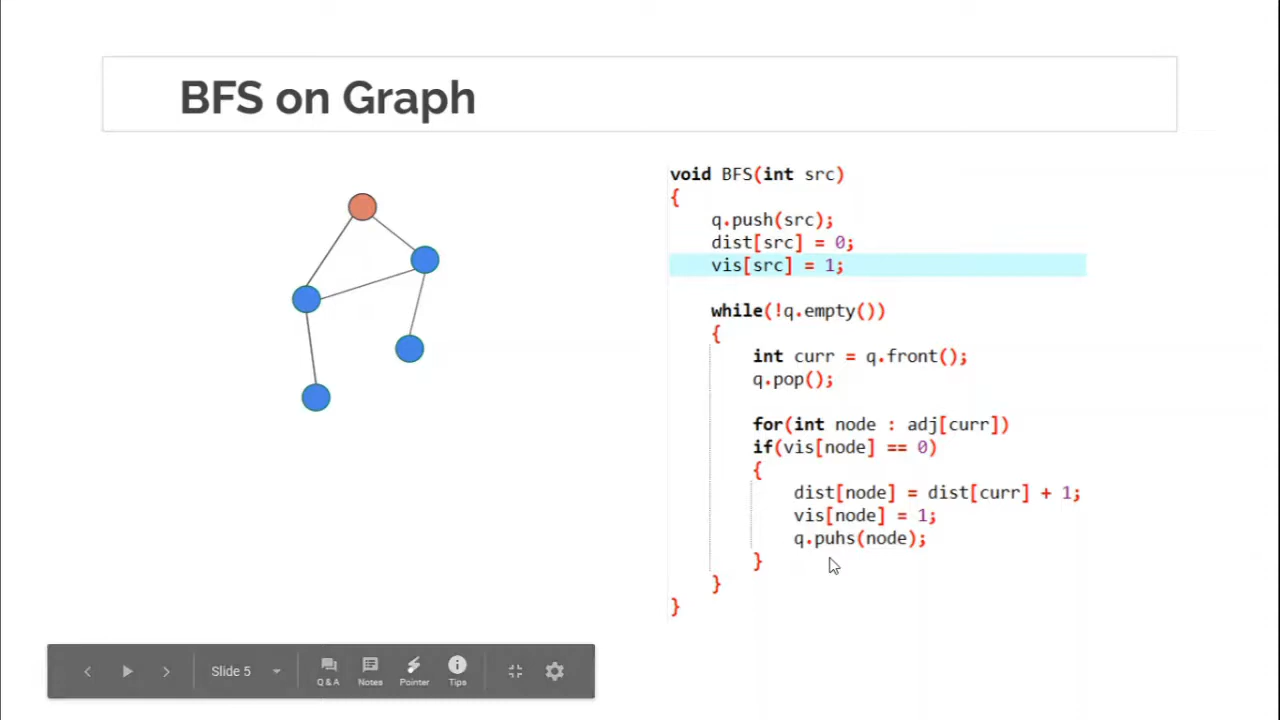 BFS on Graph
void BFS(int src)
{
q.push(src);
dist[src] = 0;
vis[src] = 1;
while(!q.empty())
{
int curr = q.front();
q.pop();
for(int node : adj[curr])
if(vis[node] == 0)
{
dist[node] = dist[curr] + 1;
vis[node] = 1;
q.puhs(node);
}
}
}
Slide 5
Q & A Notes Pointer Tips